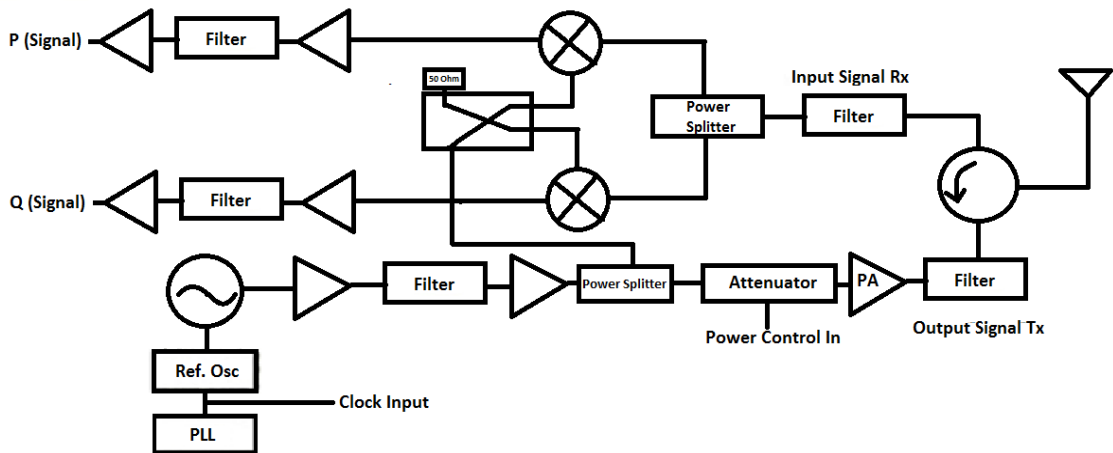 P (Signal)
Filter
50 Ohm
Input Signal Rx
Power
Splitter
Filter
Q (Signal)
Filter
Filter
Power Splitter
Attenuator
PA
Filter
Power Control In
Output Signal Tx
Ref. Osc
Clock Input
PLL